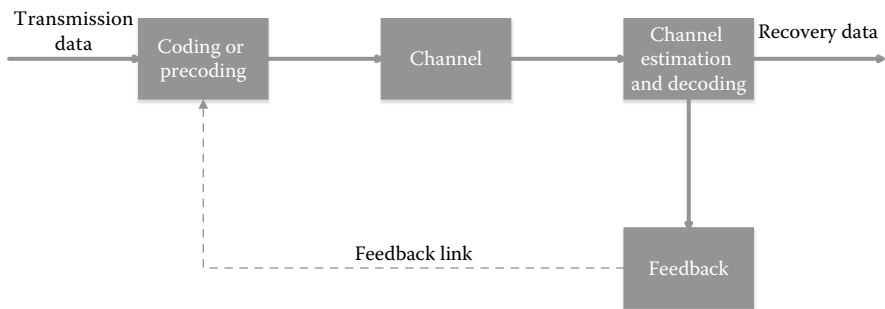 Transmission
data
Coding or
precoding
Channel
Channel
estimation
and decoding
Recovery data
Feedback link
Feedback